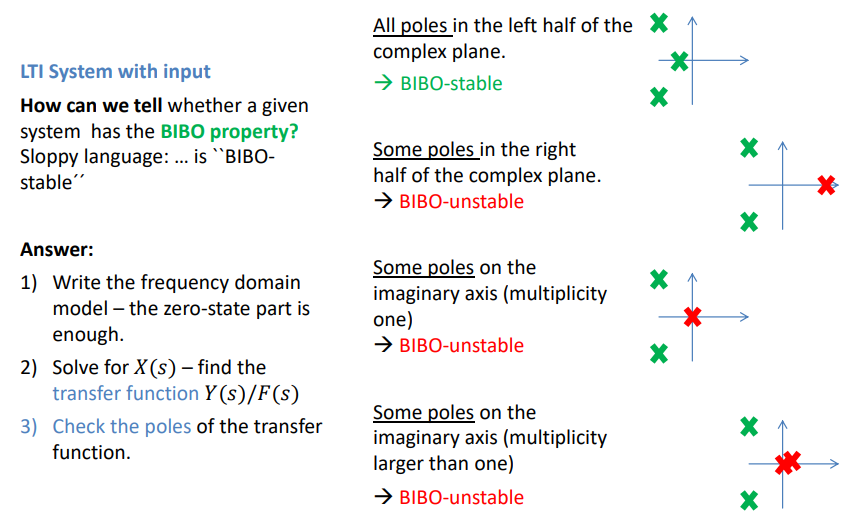 LTI System with input
How can we tell whether a given
system has the BIBO property?
Sloppy language: ... is ``BIBO-
stable´´
Answer:
1) Write the frequency domain
model – the zero-state part is
enough.
2) Solve for X(s) – find the
transfer function Y(s)/F(s)
3) Check the poles of the transfer
function.
All poles in the left half of the
complex plane.
→ BIBO-stable
Some poles in the right
half of the complex plane.
→ BIBO-unstable
Some poles on the
imaginary axis (multiplicity
one)
→ BIBO-unstable
Some poles on the
imaginary axis (multiplicity
larger than one)
→ BIBO-unstable